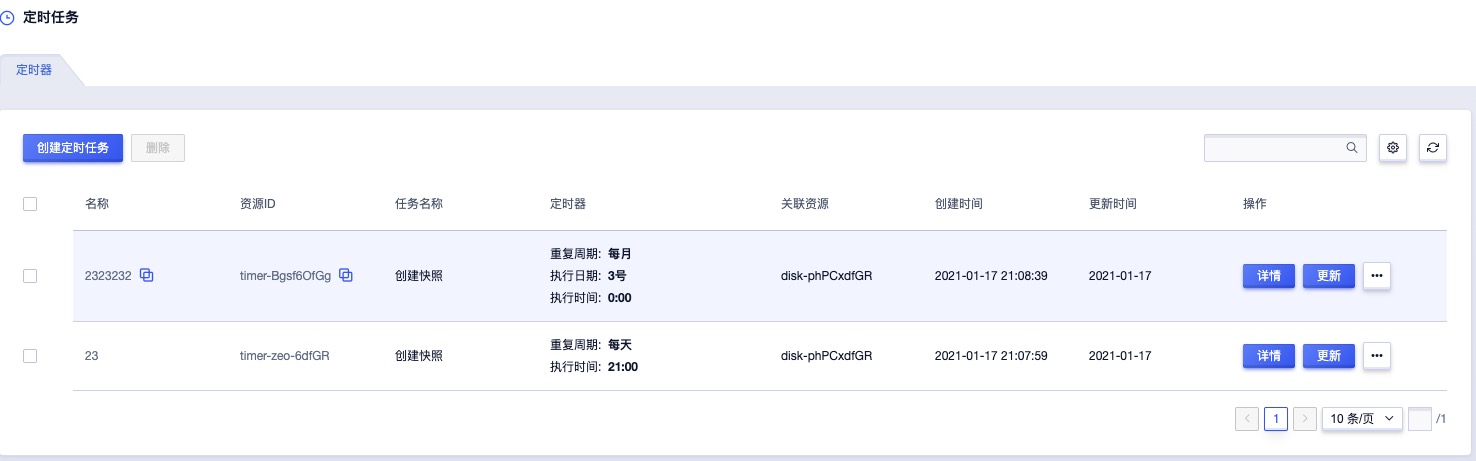 定时任务
定时器
创建定时任务 删除
名称 资源ID 任务名称 定时器 关联资源 创建时间 更新时间 操作
重复周期: 每月
2323232 timer-Bgsf6OfGg 创建快照 执行日期: 3号 disk-phPCxdfGR 2021-01-17 21:08:39 2021-01-17 详情 更新 •••
执行时间: 0:00
重复周期: 每天
23 timer-zeo-6dfGR 创建快照 disk-phPCxdfGR 2021-01-17 21:07:59 2021-01-17 详情 更新 •••
执行时间: 21:00
< 1 > 10 条/页 /1